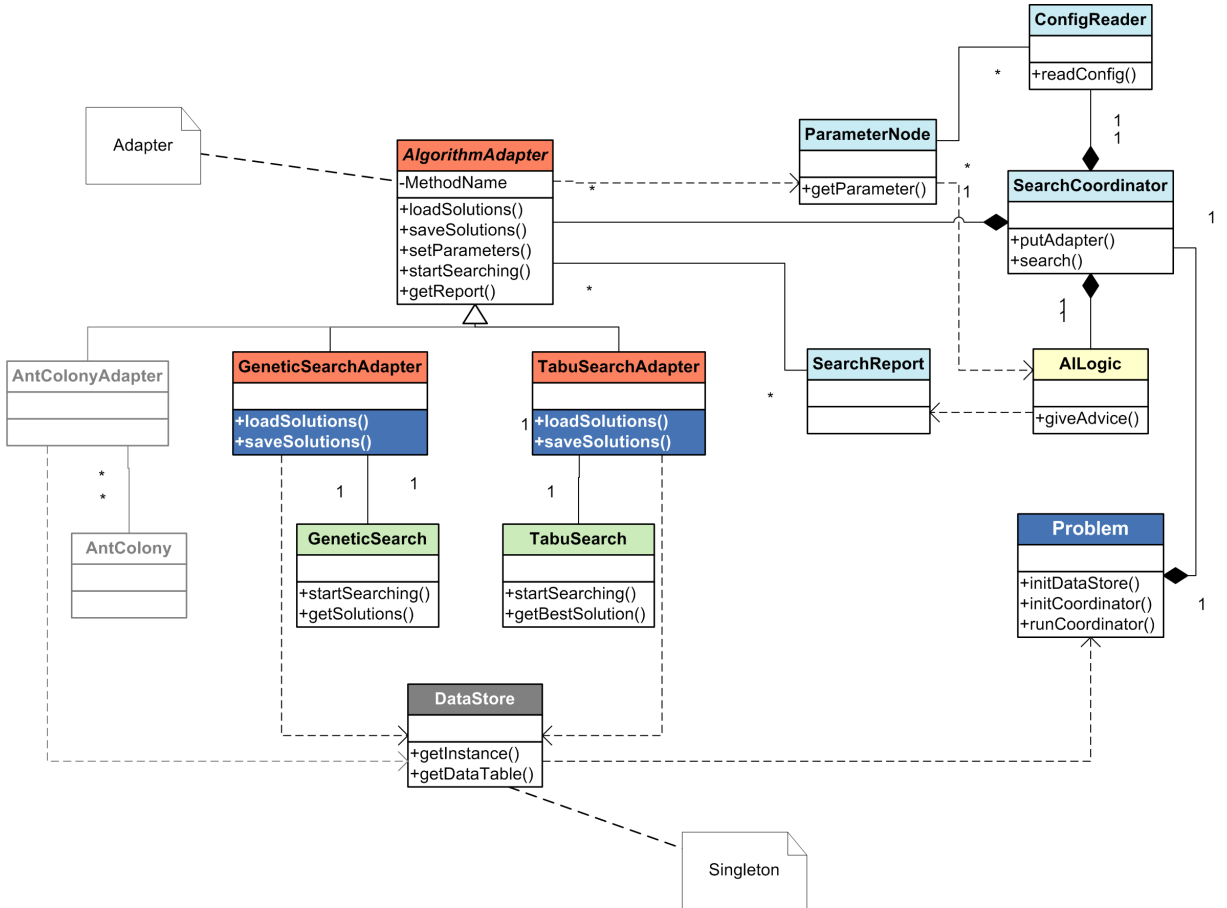 ConfigReader
+readConfig()
*
1
1
Adapter
AlgorithmAdapter
-MethodName
+loadSolutions()
+saveSolutions()
+setParameters()
+startSearching()
+getReport()
*
*
ParameterNode
+getParameter()
*
1
SearchCoordinator
+putAdapter()
+search()
1
1
1
AntColonyAdapter
*
*
AntColony
GeneticSearchAdapter
+loadSolutions()
+saveSolutions()
1
1
TabuSearchAdapter
1
+loadSolutions()
+saveSolutions()
1
SearchReport
*
AILogic
+giveAdvice()
GeneticSearch
+startSearching()
+getSolutions()
TabuSearch
+startSearching()
+getBestSolution()
Problem
+initDataStore()
+initCoordinator()
+runCoordinator()
1
DataStore
+getInstance()
+getDataTable()
Singleton